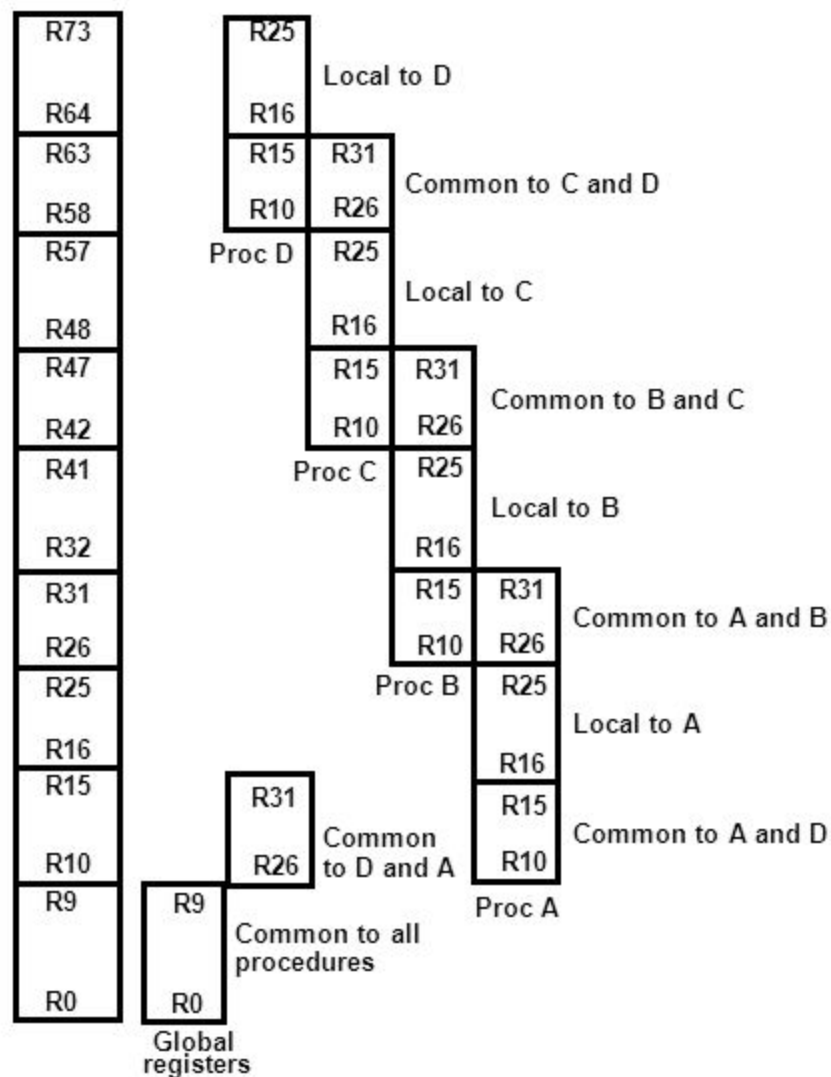 R73
R64
R63
R58
R57
R48
R47
R42
R41
R32
R31
R26
R25
R16
R15
R10
R9
R0
R25
R16
Local to D
R15
R10
Proc D
R31
R26
Common to C and D
R25
R16
Local to C
R15
R10
Proc C
R31
R26
Common to B and C
R25
R16
Local to B
R15
R10
Proc B
R31
R26
Common to A and B
R25
R16
Local to A
R15
R10
Common to A and D
Proc A
R31
R26
Common
to D and A
R9
R0
Common to all
procedures
Global
registers